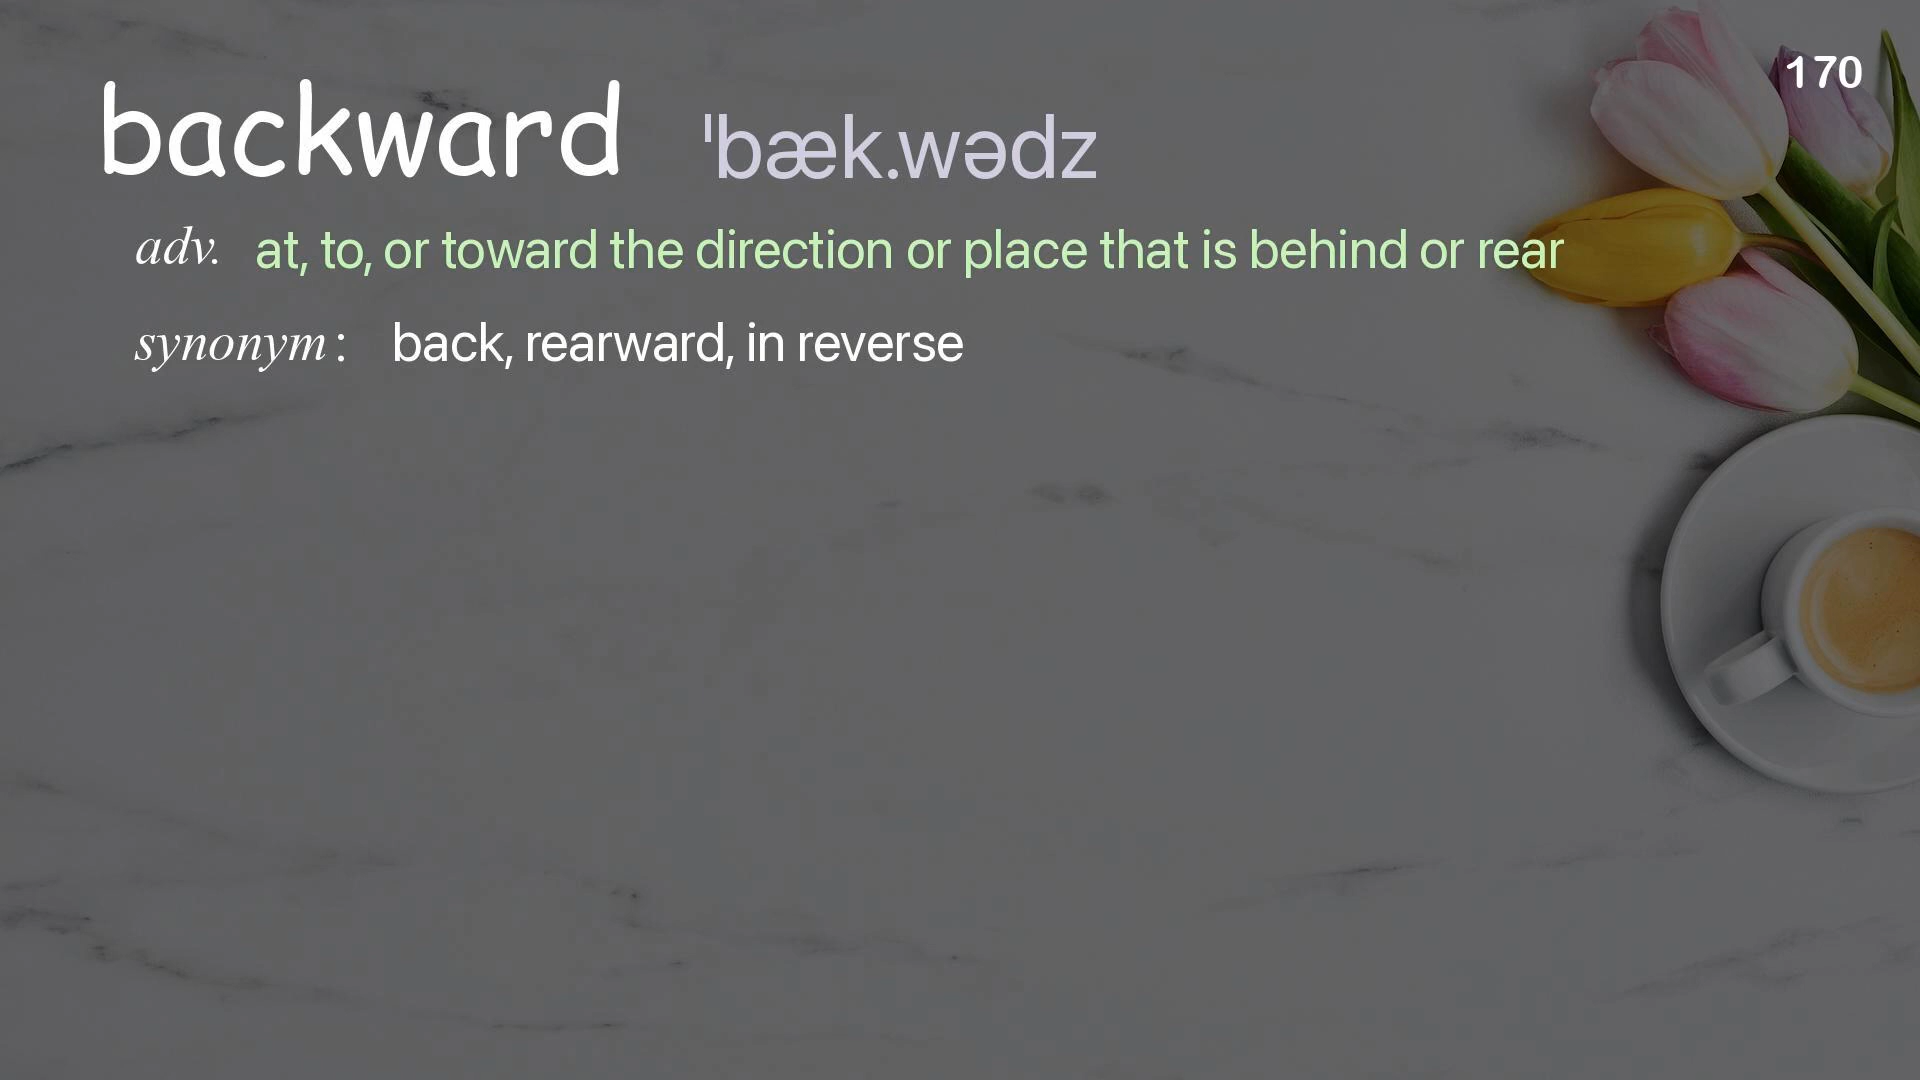 170
backward ˈbæk.wədz
adv. at, to, or toward the direction or place that is behind or rear
synonym : back, rearward, in reverse